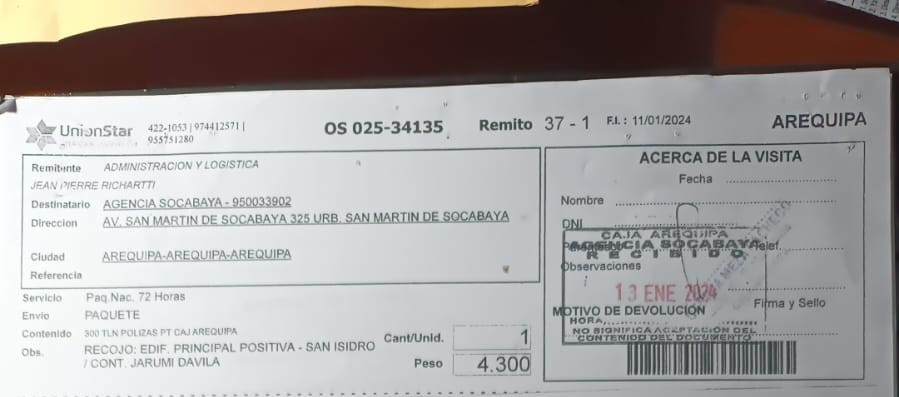 UnionStar 422-1053 | 974412571 |
955751280
OS 025-34135
Remito 37 - 1
F.I. : 11/01/2024
AREQUIPA
Remitente ADMINISTRACION Y LOGISTICA
JEAN PIERRE RICHARTTI
Destinatario AGENCIA SOCABAYA - 950033902
Direccion AV. SAN MARTIN DE SOCABAYA 325 URB. SAN MARTIN DE SOCABAYA
Ciudad AREQUIPA-AREQUIPA-AREQUIPA
Referencia
Servicio Paq.Nac. 72 Horas
Envio PAQUETE
Contenido 300 TLN POLIZAS PT CAJ AREQUIPA
Obs. RECOJO: EDIF. PRINCIPAL POSITIVA - SAN ISIDRO
/ CONT. JARUMI DAVILA
Cant/Unid. 1
Peso 4.300
ACERCA DE LA VISITA
Fecha
Nombre
DNI
CAJA AREQUIPA
AGENCIA SOCABAYA Telef.
RECIBIDO
Observaciones
13 ENE 2024
Firma y Sello
MOTIVO DE DEVOLUCIÓN
HORA
NO SIGNIFICA ACEPTACIÓN DEL
CONTENIDO DEL DOCUMENTO